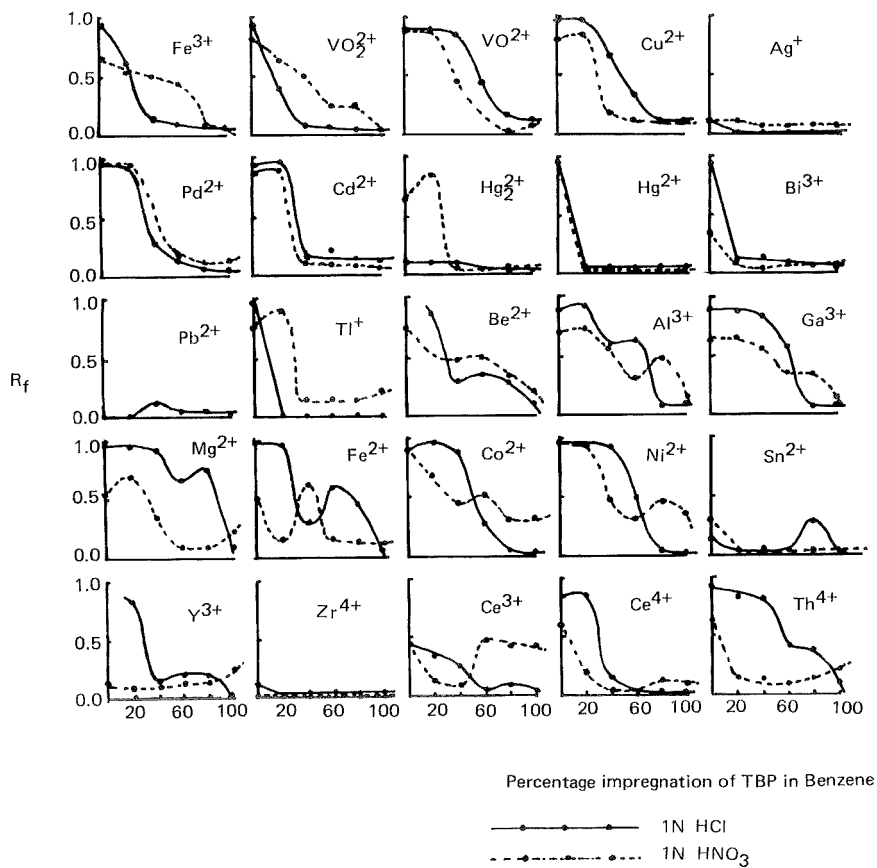 1.0 Fe3+ VO22+ VO2+ Cu2+ Ag+
0.5
0.0
1.0 Pd2+ Cd2+ Hg22+ Hg2+ Bi3+
0.5
0.0
1.0 Pb2+ Tl+ Be2+ Al3+ Ga3+
0.5
Rf
0.0
1.0 Mg2+ Fe2+ Co2+ Ni2+ Sn2+
0.5
0.0
1.0 Y3+ Zr4+ Ce3+ Ce4+ Th4+
0.5
0.0
20 60 100 20 60 100 20 60 100 20 60 100 20 60 100
Percentage impregnation of TBP in Benzene
1N HCl
1N HNO3